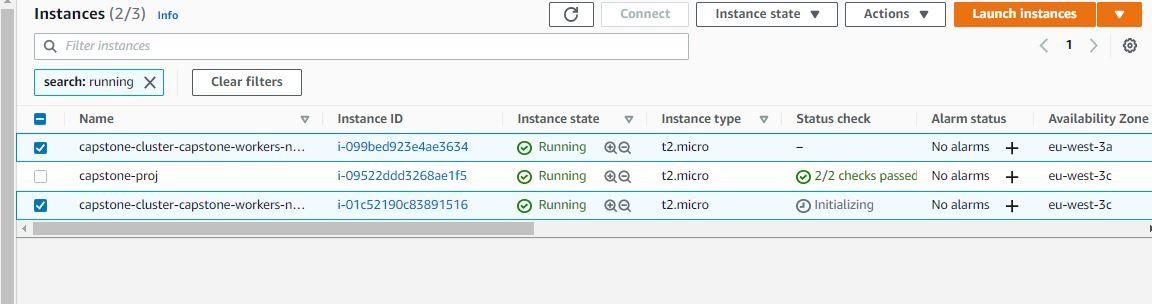 Instances (2/3) Info Connect Instance state Actions Launch instances
Filter instances 1
search: running Clear filters
Name Instance ID Instance state Instance type Status check Alarm status Availability Zone
capstone-cluster-capstone-workers-n... i-099bed923e4ae3634 Running t2.micro – No alarms eu-west-3a
capstone-proj i-09522ddd3268ae1f5 Running t2.micro 2/2 checks passed No alarms eu-west-3c
capstone-cluster-capstone-workers-n... i-01c52190c83891516 Running t2.micro Initializing No alarms eu-west-3c